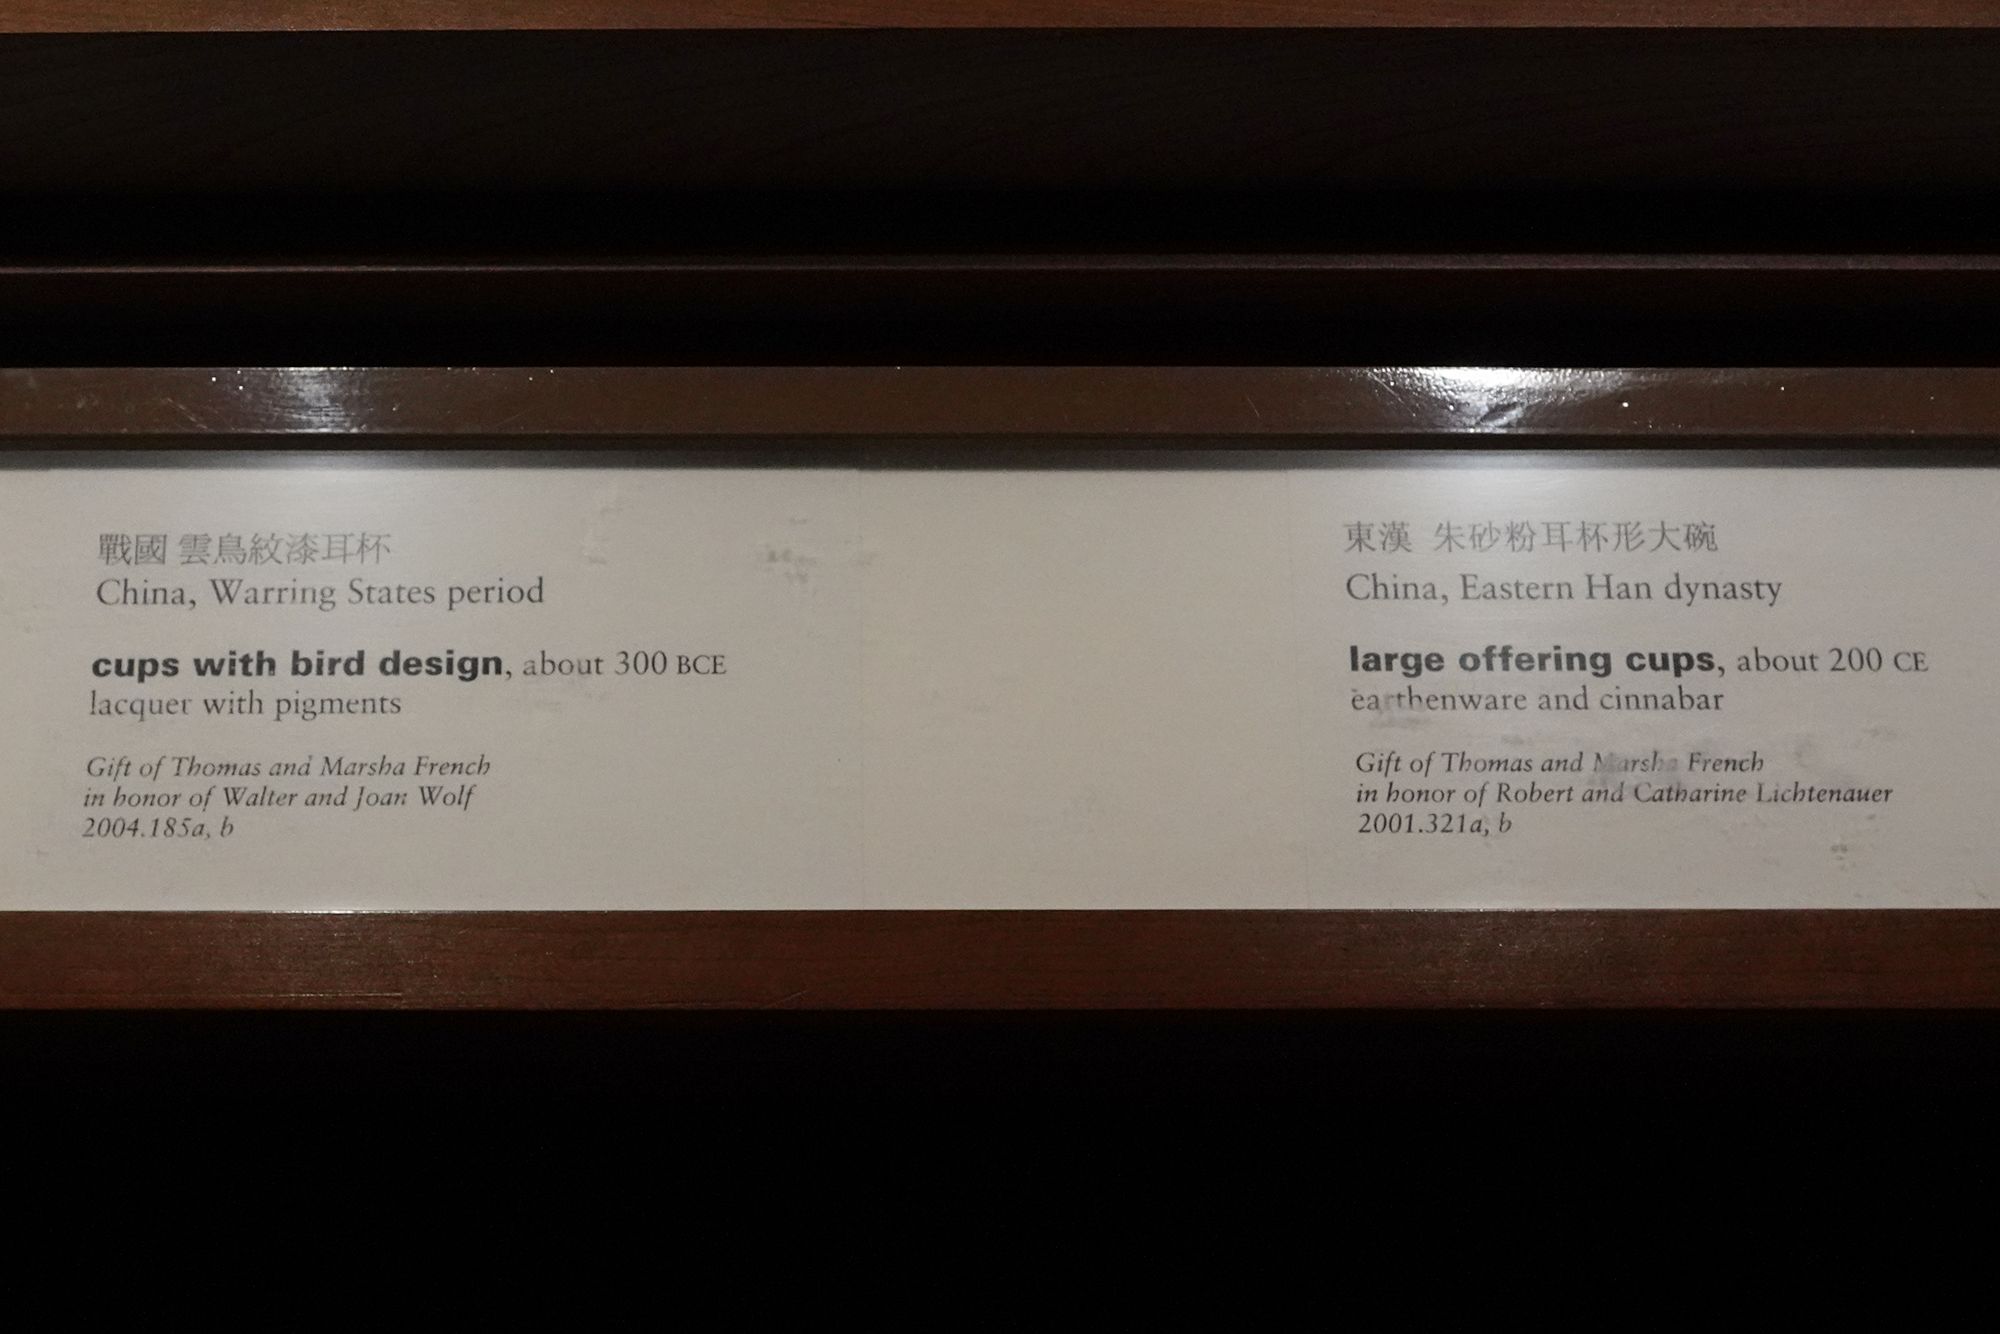 戰國 雲鳥紋漆耳杯
China, Warring States period
cups with bird design, about 300 BCE
lacquer with pigments
Gift of Thomas and Marsha French
in honor of Walter and Joan Wolf
2004.185a, b
東漢 朱砂粉耳杯形大碗
China, Eastern Han dynasty
large offering cups, about 200 CE
earthenware and cinnabar
Gift of Thomas and Marsha French
in honor of Robert and Catharine Lichtenauer
2001.321a, b